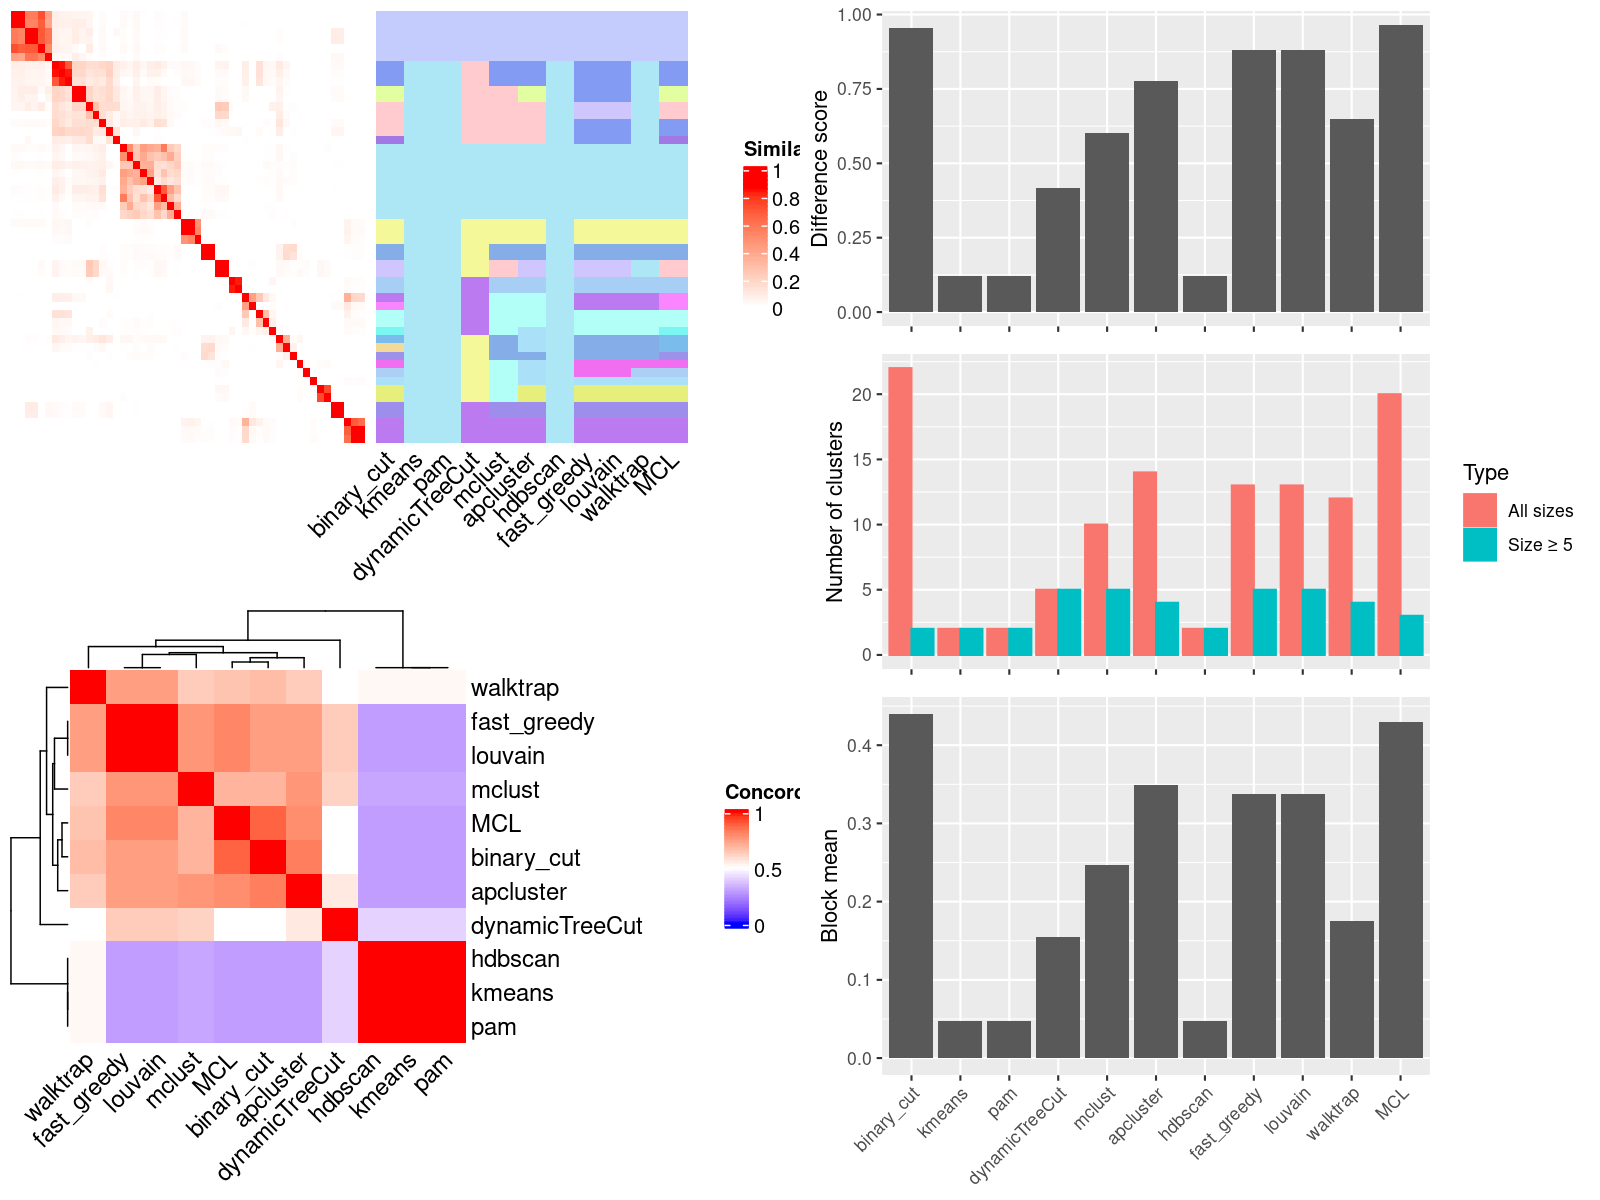 Simila
1
0.8
0.6
0.4
0.2
0
binary_cut
kmeans
pam
dynamicTreeCut
mclust
apcluster
hdbscan
fast_greedy
louvain
walktrap
MCL
walktrap
fast_greedy
louvain
mclust
MCL
binary_cut
apcluster
dynamicTreeCut
hdbscan
kmeans
pam
walktrap
fast_greedy
louvain
mclust
MCL
binary_cut
apcluster
dynamicTreeCut
hdbscan
kmeans
pam
Concord
1
0.5
0
Difference score
1.00
0.75
0.50
0.25
0.00
Number of clusters
20
15
10
5
0
Type
All sizes
Size ≥ 5
Block mean
0.4
0.3
0.2
0.1
0.0
binary_cut
kmeans
pam
dynamicTreeCut
mclust
apcluster
hdbscan
fast_greedy
louvain
walktrap
MCL